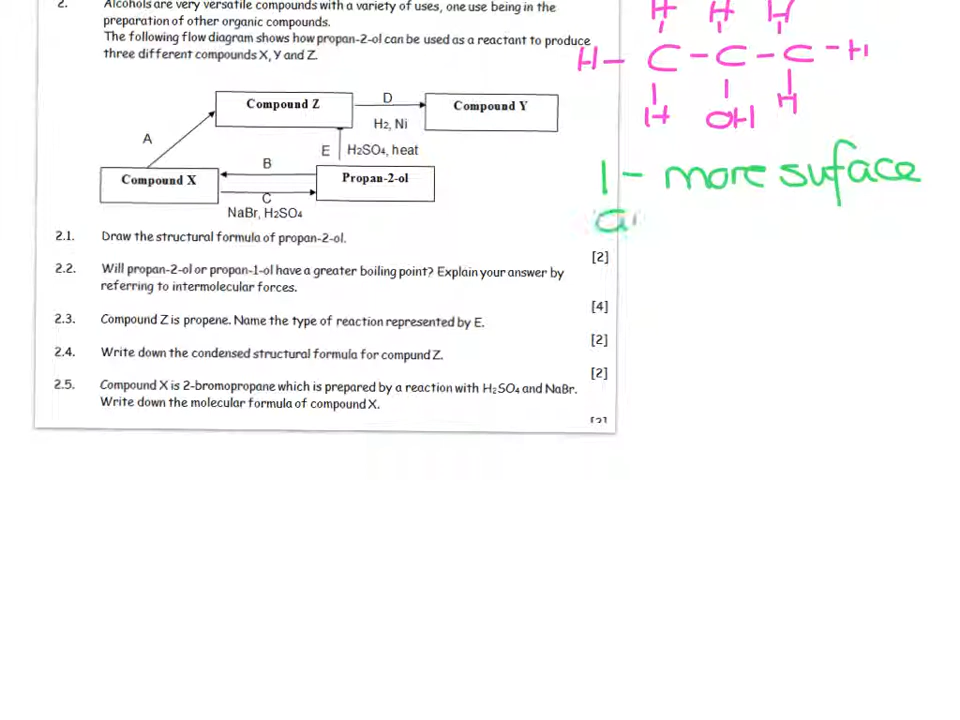 2. Alcohols are very versatile compounds with a variety of uses, one use being in the
preparation of other organic compounds.
The following flow diagram shows how propan-2-ol can be used as a reactant to produce
three different compounds X, Y and Z.
Compound Z
D
H2, Ni
Compound Y
A
E
H2SO4, heat
Compound X
B
C
NaBr, H2SO4
Propan-2-ol
2.1. Draw the structural formula of propan-2-ol.
[2]
2.2. Will propan-2-ol or propan-1-ol have a greater boiling point? Explain your answer by
referring to intermolecular forces.
[4]
2.3. Compound Z is propene. Name the type of reaction represented by E.
[2]
2.4. Write down the condensed structural formula for compund Z.
[2]
2.5. Compound X is 2-bromopropane which is prepared by a reaction with H2SO4 and NaBr.
Write down the molecular formula of compound X.
H H H
H - C - C - C - H
H OH H
1 - more suface
a